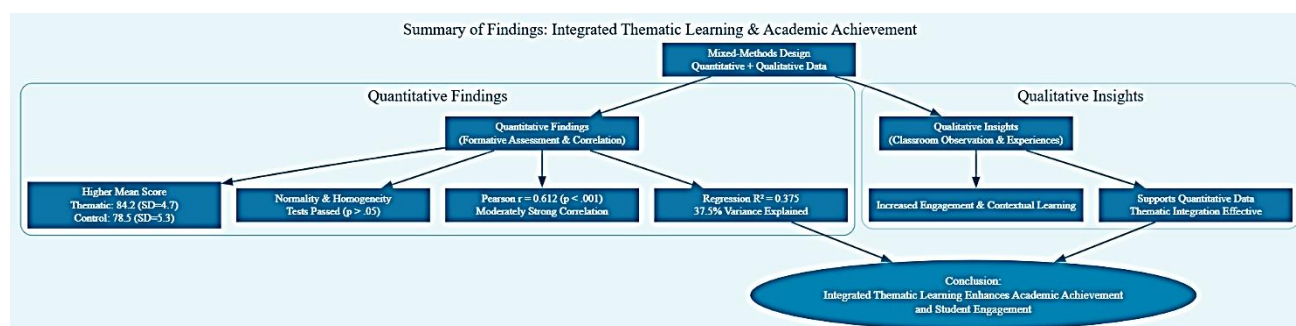 Summary of Findings: Integrated Thematic Learning & Academic Achievement
Mixed-Methods Design
Quantitative + Qualitative Data
Quantitative Findings
Qualitative Insights
Quantitative Findings
(Formative Assessment & Correlation)
Qualitative Insights
(Classroom Observation & Experiences)
Higher Mean Score
Thematic: 84.2 (SD=4.7)
Control: 78.5 (SD=5.3)
Normality & Homogeneity
Tests Passed (p > .05)
Pearson r = 0.612 (p < .001)
Moderately Strong Correlation
Regression R² = 0.375
37.5% Variance Explained
Increased Engagement & Contextual Learning
Supports Quantitative Data
Thematic Integration Effective
Conclusion:
Integrated Thematic Learning Enhances Academic Achievement
and Student Engagement